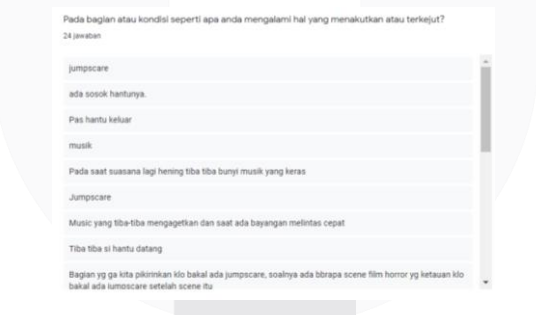 Pada bagian atau kondisi seperti apa anda mengalami hal yang menakutkan atau terkejut?
24 jawaban
jumpscare
ada sosok hantunya.
Pas hantu keluar
musik
Pada saat suasana lagi hening tiba tiba bunyi musik yang keras
Jumpscare
Music yang tiba-tiba mengagetkan dan saat ada bayangan melintas cepat
Tiba tiba si hantu datang
Bagian yg ga kita pikirinkan klo bakal ada jumpscare, soalnya ada bbrapa scene film horror yg ketauan klo
bakal ada jumpscare setelah scene itu